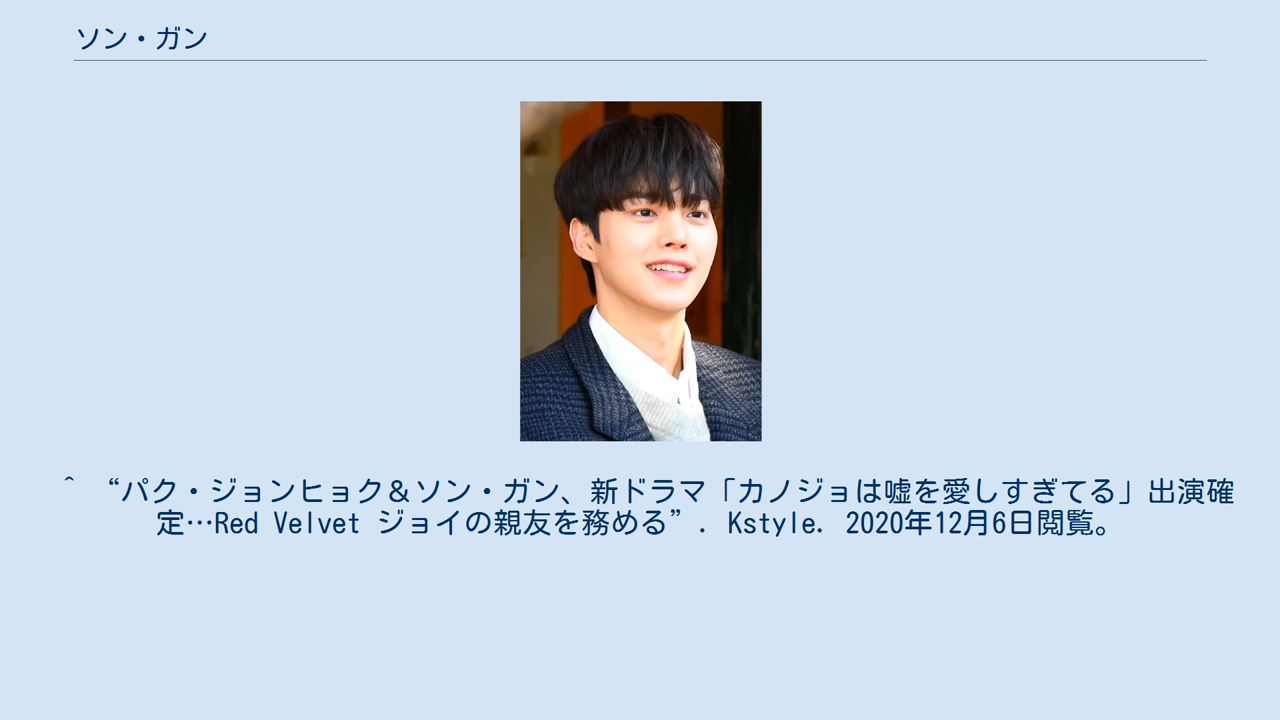 ソン・ガン
^ “パク・ジョンヒョク＆ソン・ガン、新ドラマ「カノジョは嘘を愛しすぎてる」出演確
定…Red Velvet ジョイの親友を務める”. Kstyle. 2020年12月6日閲覧。